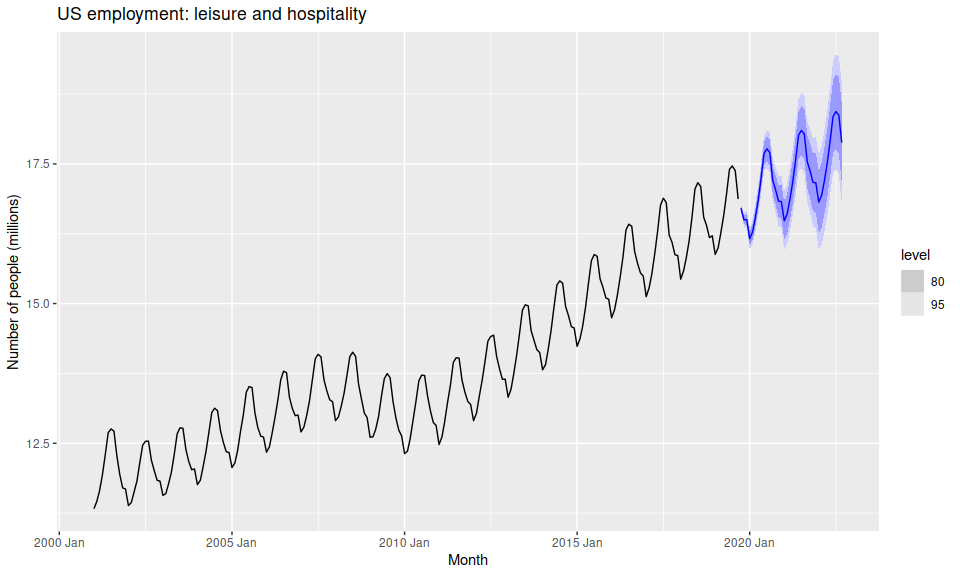 US employment: leisure and hospitality
Number of people (millions)
17.5
15.0
12.5
2000 Jan
2005 Jan
2010 Jan
2015 Jan
2020 Jan
Month
level
80
95